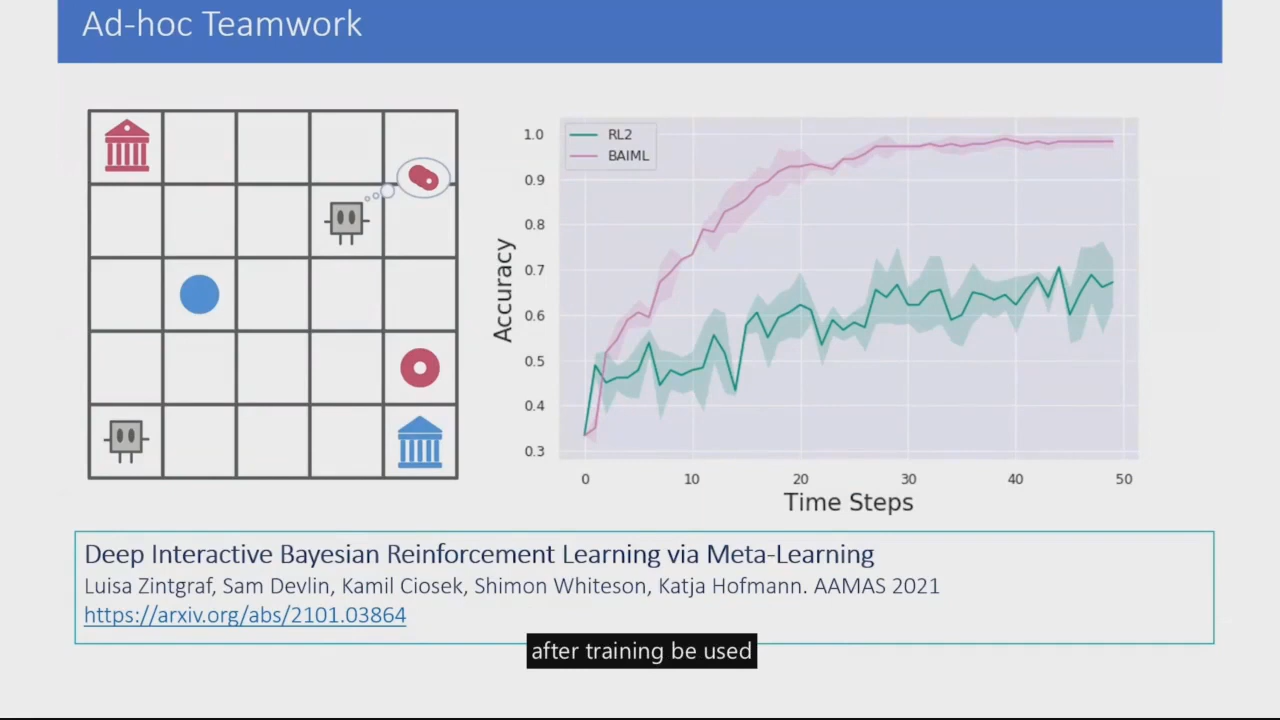 Ad-hoc Teamwork
RL2
BAIML
1.0
0.9
0.8
0.7
0.6
0.5
0.4
0.3
Accuracy
0 10 20 30 40 50
Time Steps
Deep Interactive Bayesian Reinforcement Learning via Meta-Learning
Luisa Zintgraf, Sam Devlin, Kamil Ciosek, Shimon Whiteson, Katja Hofmann. AAMAS 2021
https://arxiv.org/abs/2101.03864
after training be used